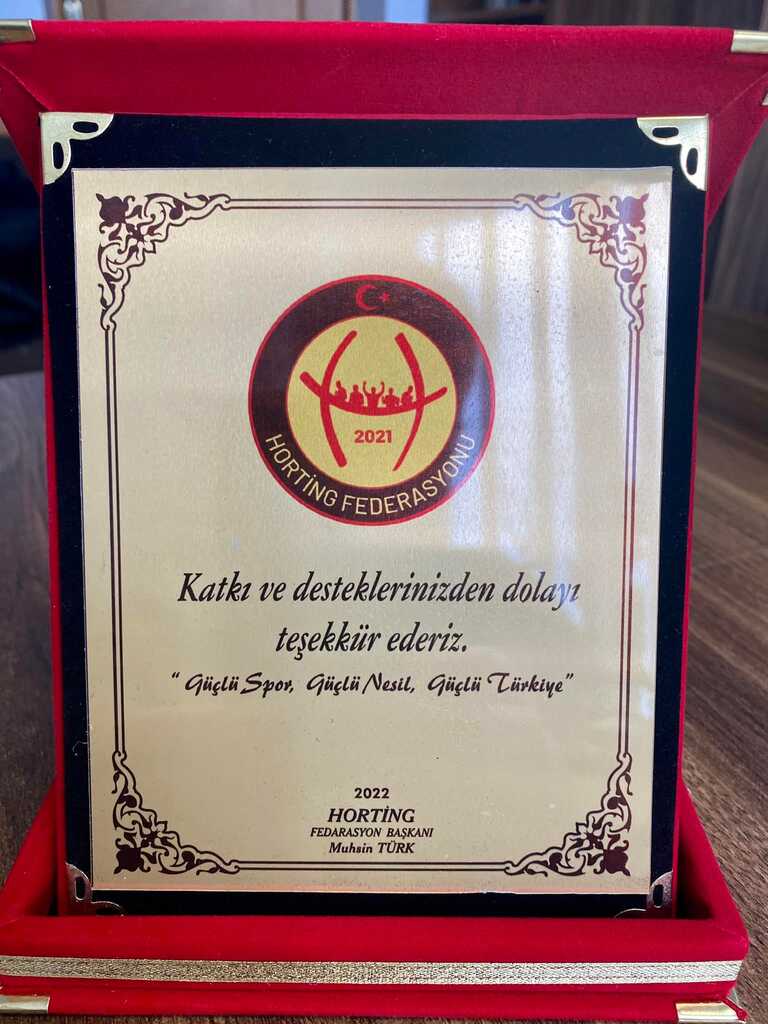 2021
HORTİNG FEDERASYONU
Katkı ve desteklerinizden dolayı
teşekkür ederiz.
“Güçlü Spor, Güçlü Nesil, Güçlü Türkiye”
2022
HORTİNG
FEDARASYON BAŞKANI
Muhsin TÜRK